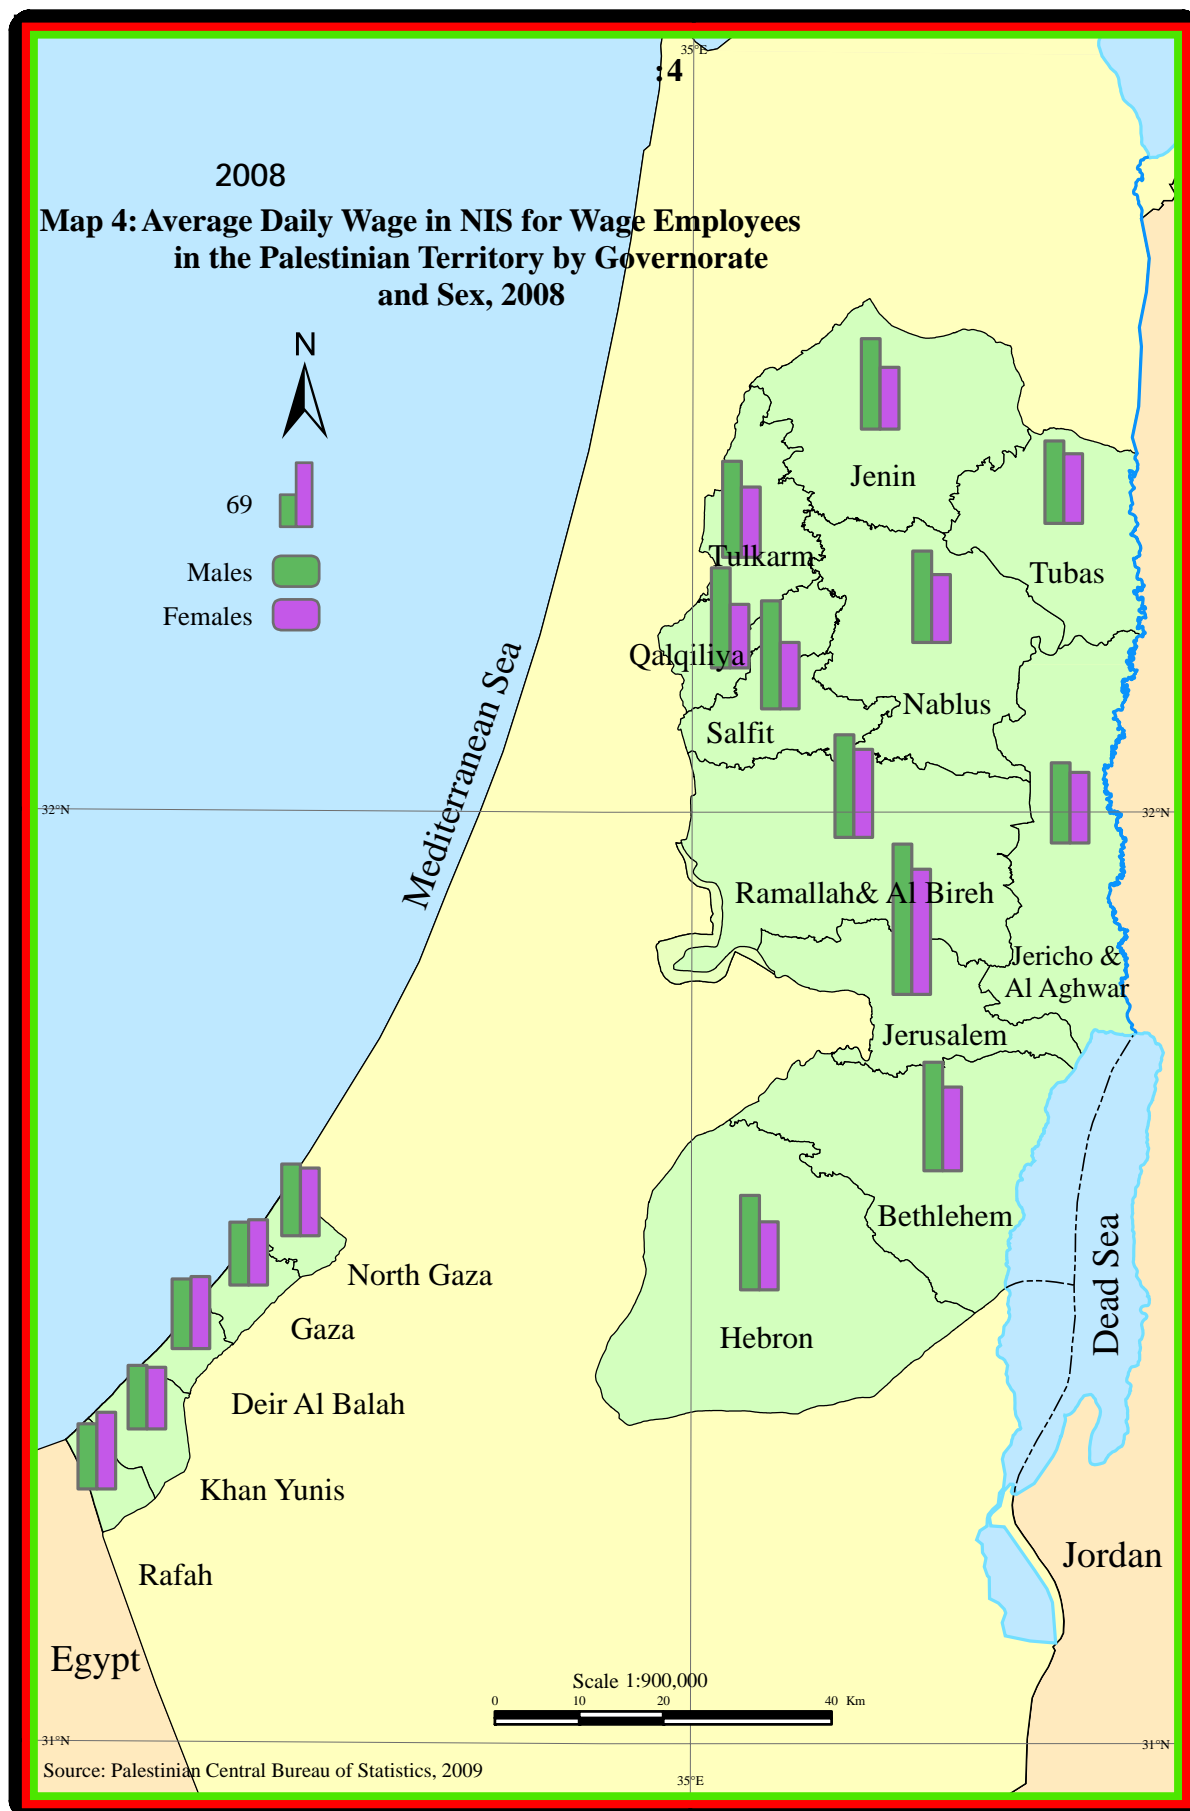 35°E
:4
2008
Map 4: Average Daily Wage in NIS for Wage Employees
in the Palestinian Territory by Governorate
and Sex, 2008
N
69
Males
Females
Jenin
Tulkarm
Tubas
Qalqiliya
Nablus
Salfit
Mediterranean Sea
32°N
32°N
Ramallah& Al Bireh
Jericho &
Al Aghwar
Jerusalem
Bethlehem
Dead Sea
North Gaza
Gaza
Hebron
Deir Al Balah
Khan Yunis
Jordan
Rafah
Egypt
Scale 1:900,000
0 10 20 40 Km
31°N
31°N
Source: Palestinian Central Bureau of Statistics, 2009
35°E